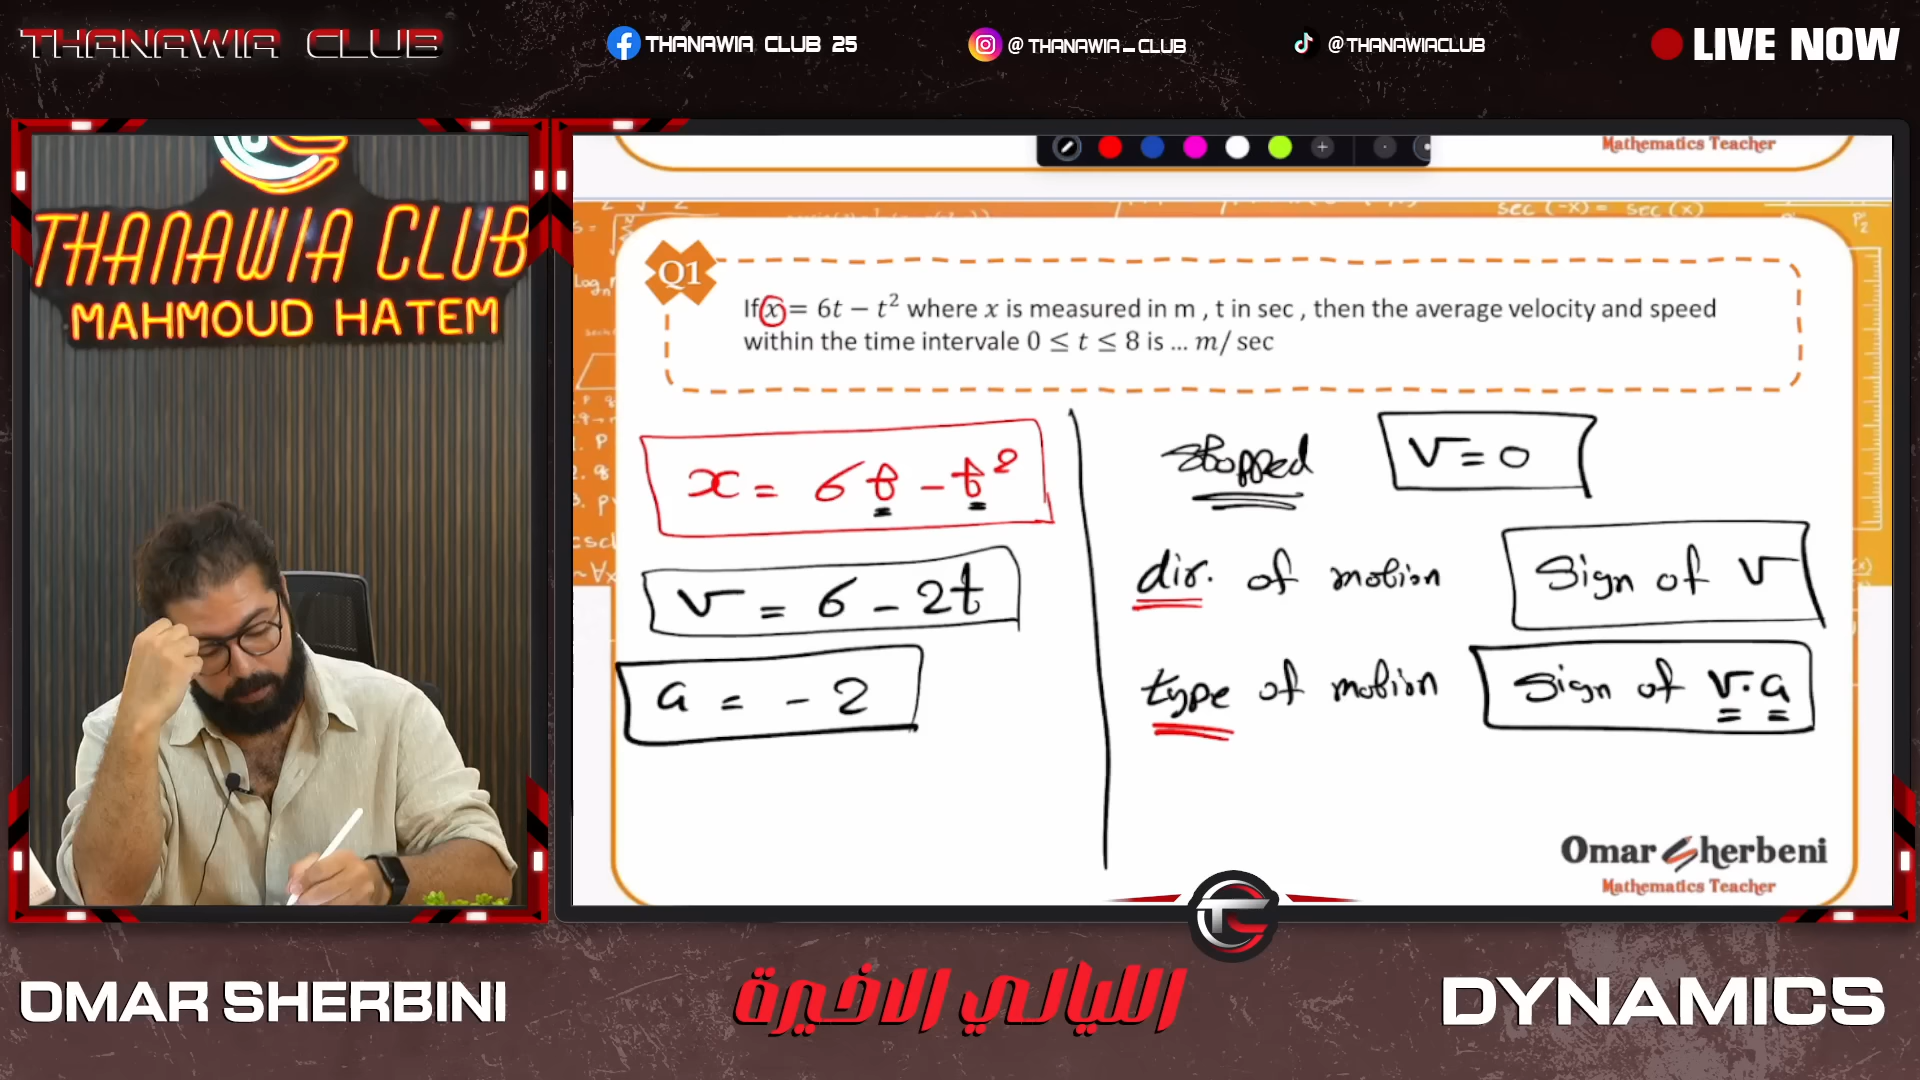 THANAWIA CLUB
THANAWIA CLUB 25
@THANAWIA_CLUB
@THANAWIACLUB
LIVE NOW
THANAWIA CLUB
MAHMOUD HATEM
Mathematics Teacher
sec (-x) = sec (x)
Q1
If x = 6t − t² where x is measured in m , t in sec , then the average velocity and speed
within the time intervale 0 ≤ t ≤ 8 is ... m/ sec
x = 6t - t²
v = 6 - 2t
a = - 2
stopped v = 0
dir. of motion sign of v
type of motion sign of v.a
Omar Sherbeni
Mathematics Teacher
TC
OMAR SHERBINI
الليالي الاخيرة
DYNAMICS